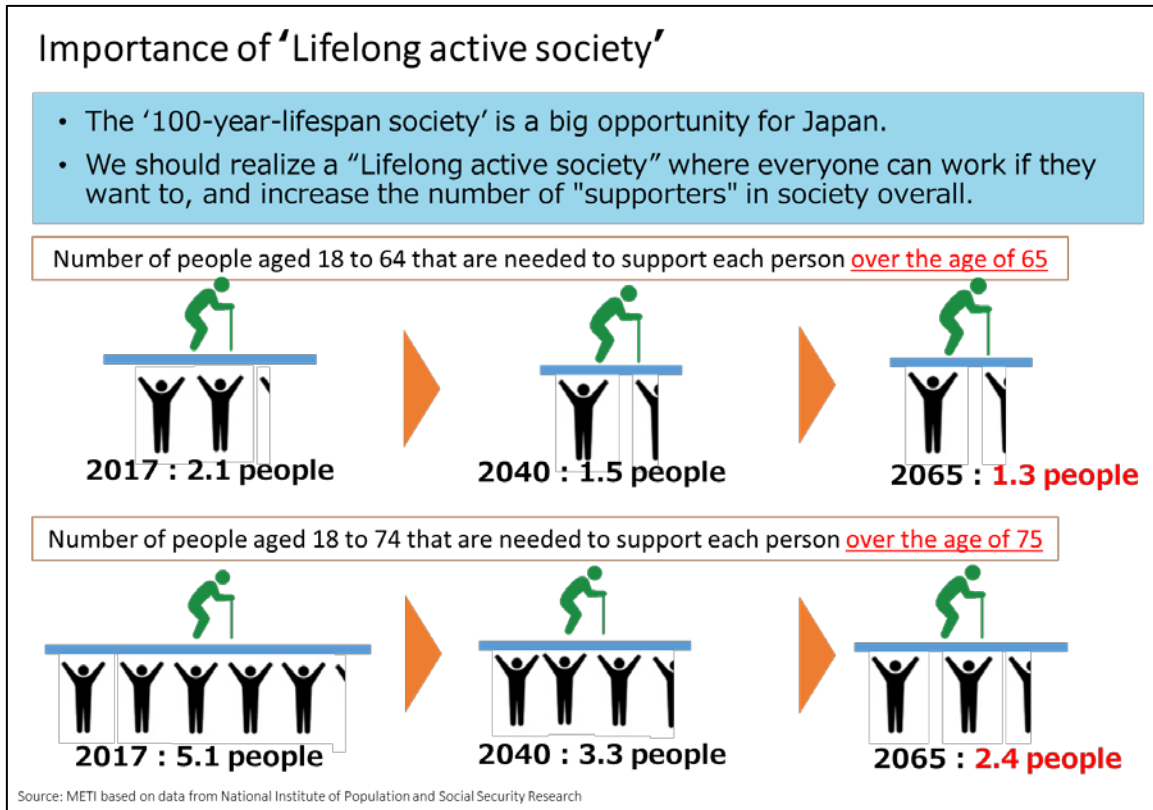 Importance of ‘Lifelong active society’
• The ‘100-year-lifespan society’ is a big opportunity for Japan.
• We should realize a “Lifelong active society” where everyone can work if they
want to, and increase the number of "supporters" in society overall.
Number of people aged 18 to 64 that are needed to support each person over the age of 65
2017 : 2.1 people
2040 : 1.5 people
2065 : 1.3 people
Number of people aged 18 to 74 that are needed to support each person over the age of 75
2017 : 5.1 people
2040 : 3.3 people
2065 : 2.4 people
Source: METI based on data from National Institute of Population and Social Security Research